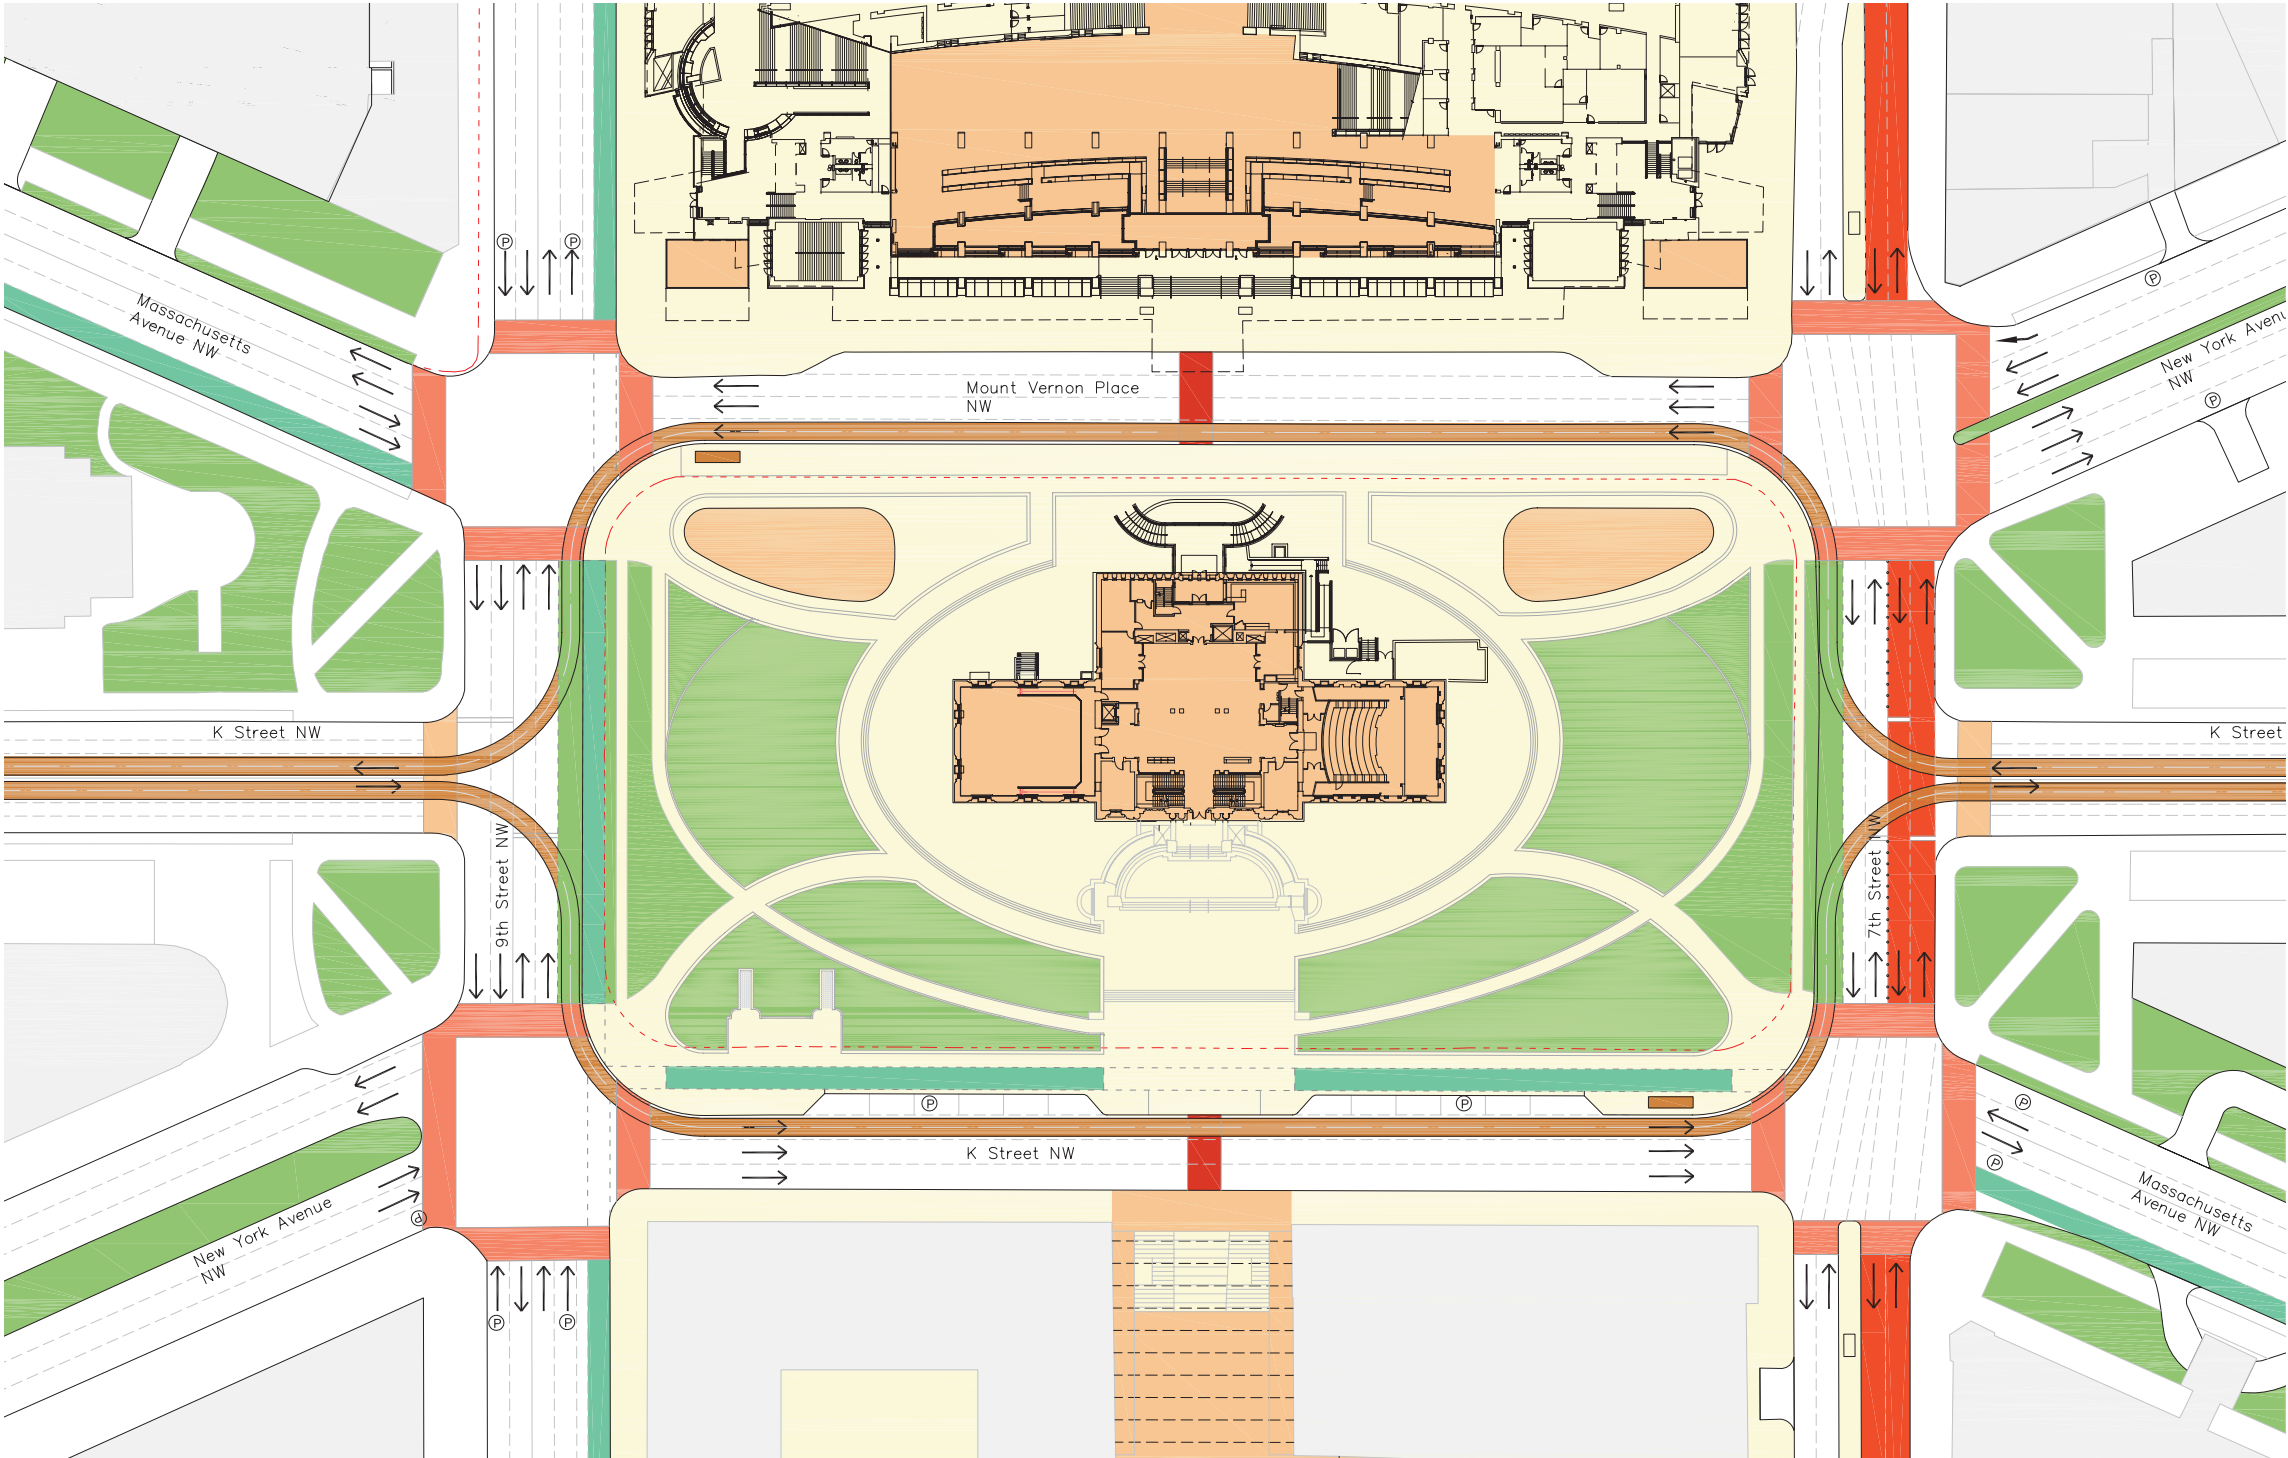 P
P
P
Massachusetts
Avenue NW
New York Avenu
NW
P
Mount Vernon Place
NW
K Street NW
K Street
9th Street NW
7th Street NW
P
P
P
K Street NW
P
Massachusetts
Avenue NW
New York Avenue
NW
P
P
P